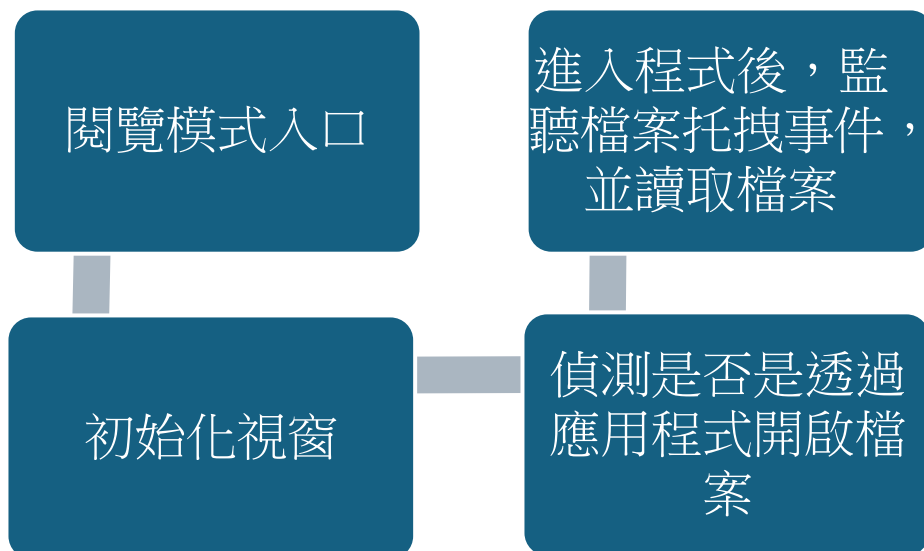 閱覽模式入口
初始化視窗
偵測是否是透過
應用程式開啟檔
案
進入程式後，監
聽檔案托拽事件，
並讀取檔案